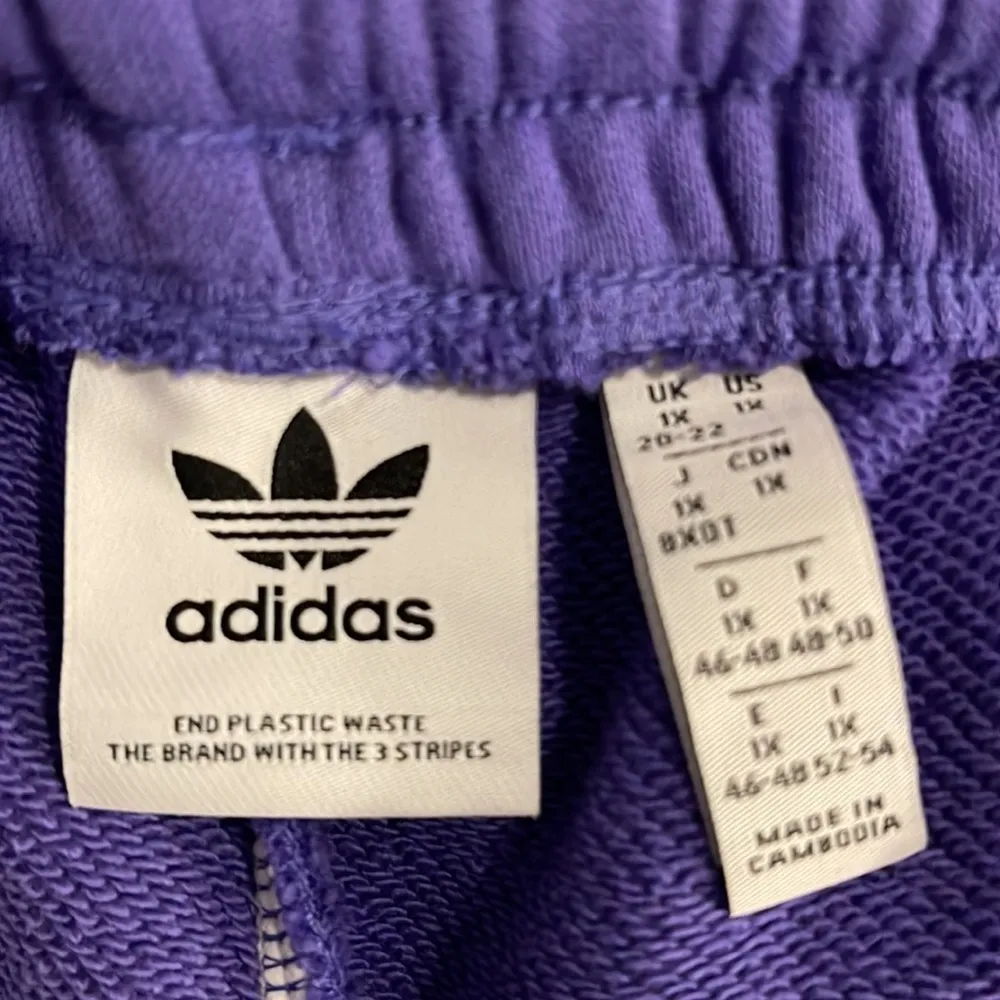 adidas
END PLASTIC WASTE
THE BRAND WITH THE 3 STRIPES
UK US
1X 1X
20-22
J CDN
1X 1X
8X01
D F
1X 1X
46-48 48-50
E I
1X 1X
46-48 52-54
MADE IN
CAMBODIA